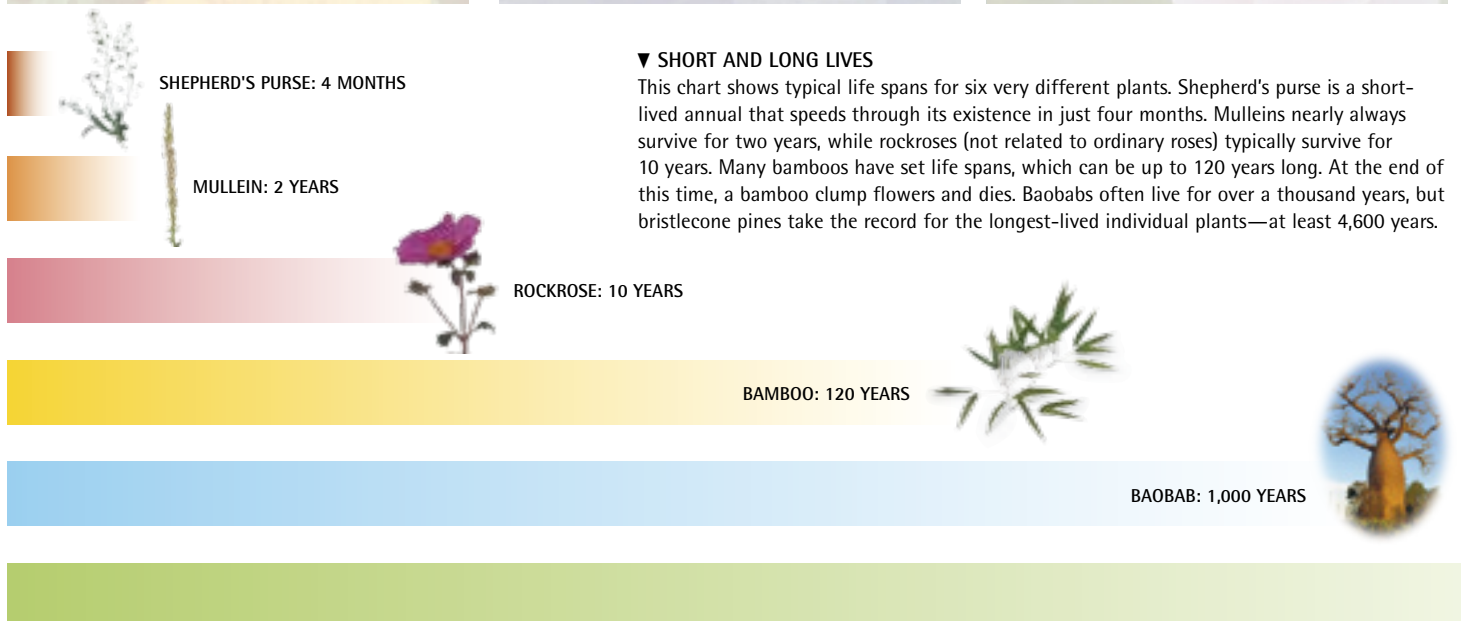 SHEPHERD'S PURSE: 4 MONTHS
▼ SHORT AND LONG LIVES
This chart shows typical life spans for six very different plants. Shepherd’s purse is a short-
lived annual that speeds through its existence in just four months. Mulleins nearly always
survive for two years, while rockroses (not related to ordinary roses) typically survive for
10 years. Many bamboos have set life spans, which can be up to 120 years long. At the end of
this time, a bamboo clump flowers and dies. Baobabs often live for over a thousand years, but
bristlecone pines take the record for the longest-lived individual plants—at least 4,600 years.
MULLEIN: 2 YEARS
ROCKROSE: 10 YEARS
BAMBOO: 120 YEARS
BAOBAB: 1,000 YEARS